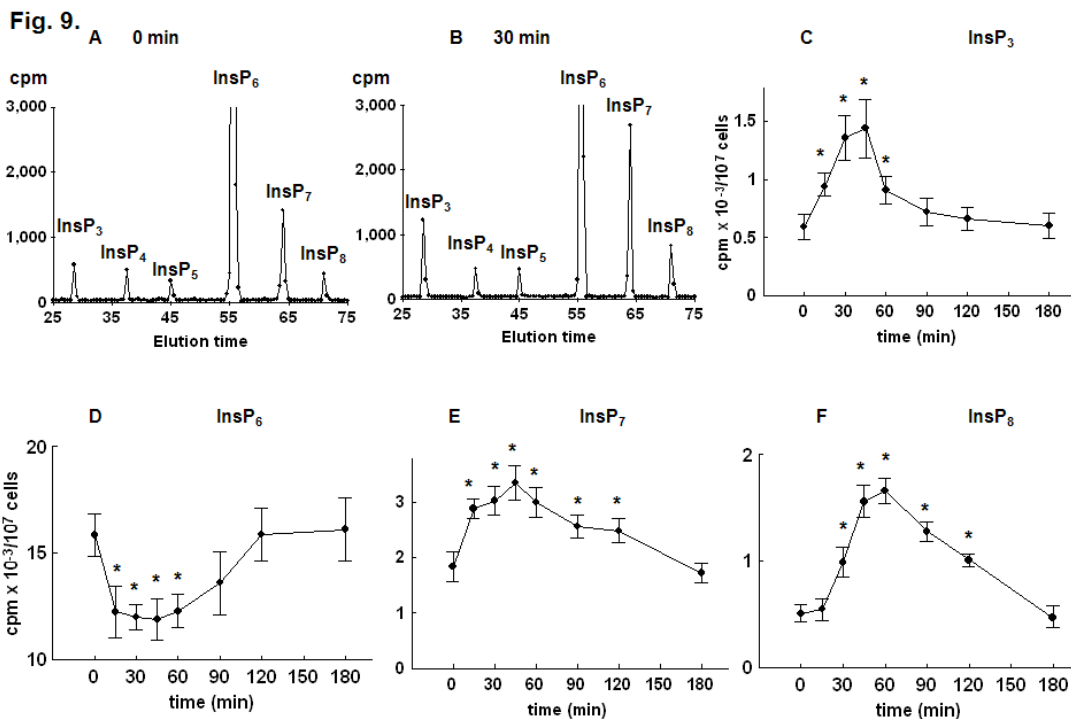 Fig. 9.
A 0 min
cpm
InsP6
3,000
2,000
1,000
0
InsP3
InsP4
InsP5
InsP7
InsP8
25 35 45 55 65 75
Elution time
B 30 min
cpm
InsP6
3,000
2,000
1,000
0
InsP7
InsP3
InsP4
InsP5
InsP8
25 35 45 55 65 75
Elution time
C InsP3
cpm x 10-3/107 cells
1.5
1
0.5
0
* * * *
0 30 60 90 120 150 180
time (min)
D InsP6
cpm x 10-3/107 cells
20
15
10
* * * *
0 30 60 90 120 150 180
time (min)
E InsP7
3
2
1
0
* * * * * *
0 30 60 90 120 150 180
time (min)
F InsP8
2
1
0
* * * * *
0 30 60 90 120 150 180
time (min)